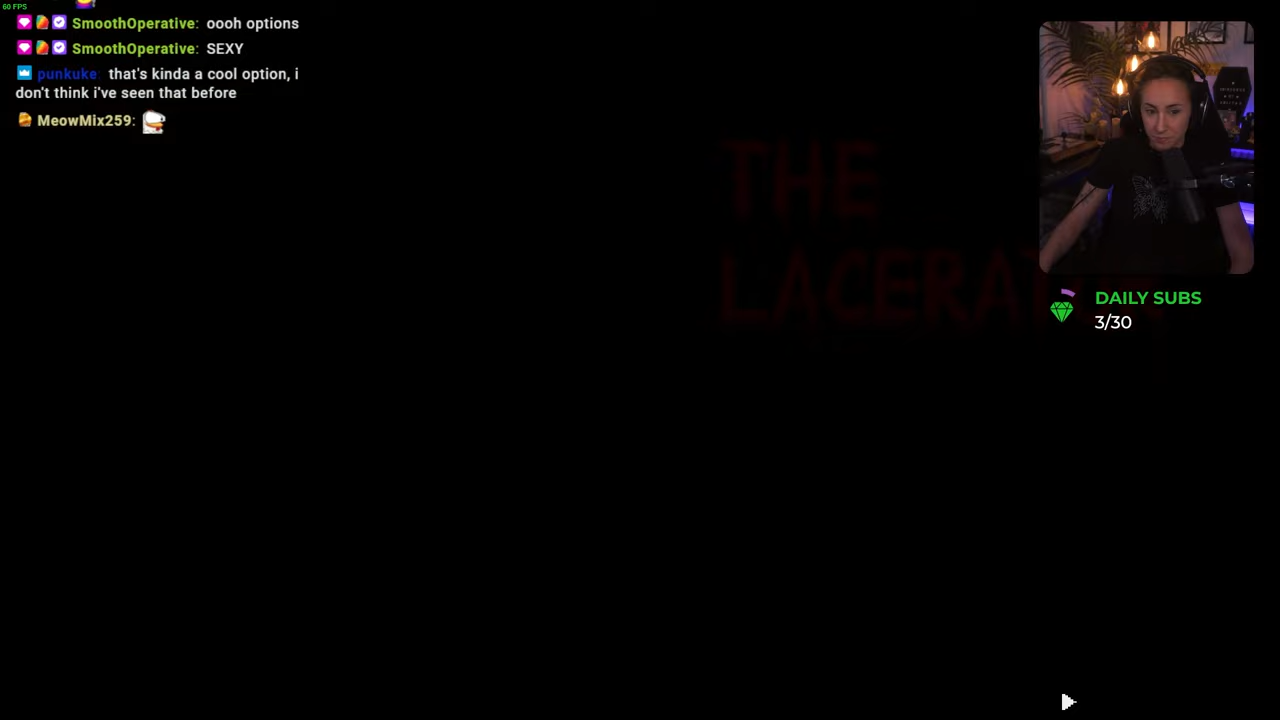 60 FPS
SmoothOperative: oooh options
SmoothOperative: SEXY
punkuke: that's kinda a cool option, i
don't think i've seen that before
MeowMix259:
THE
DAILY SUBS
3/30